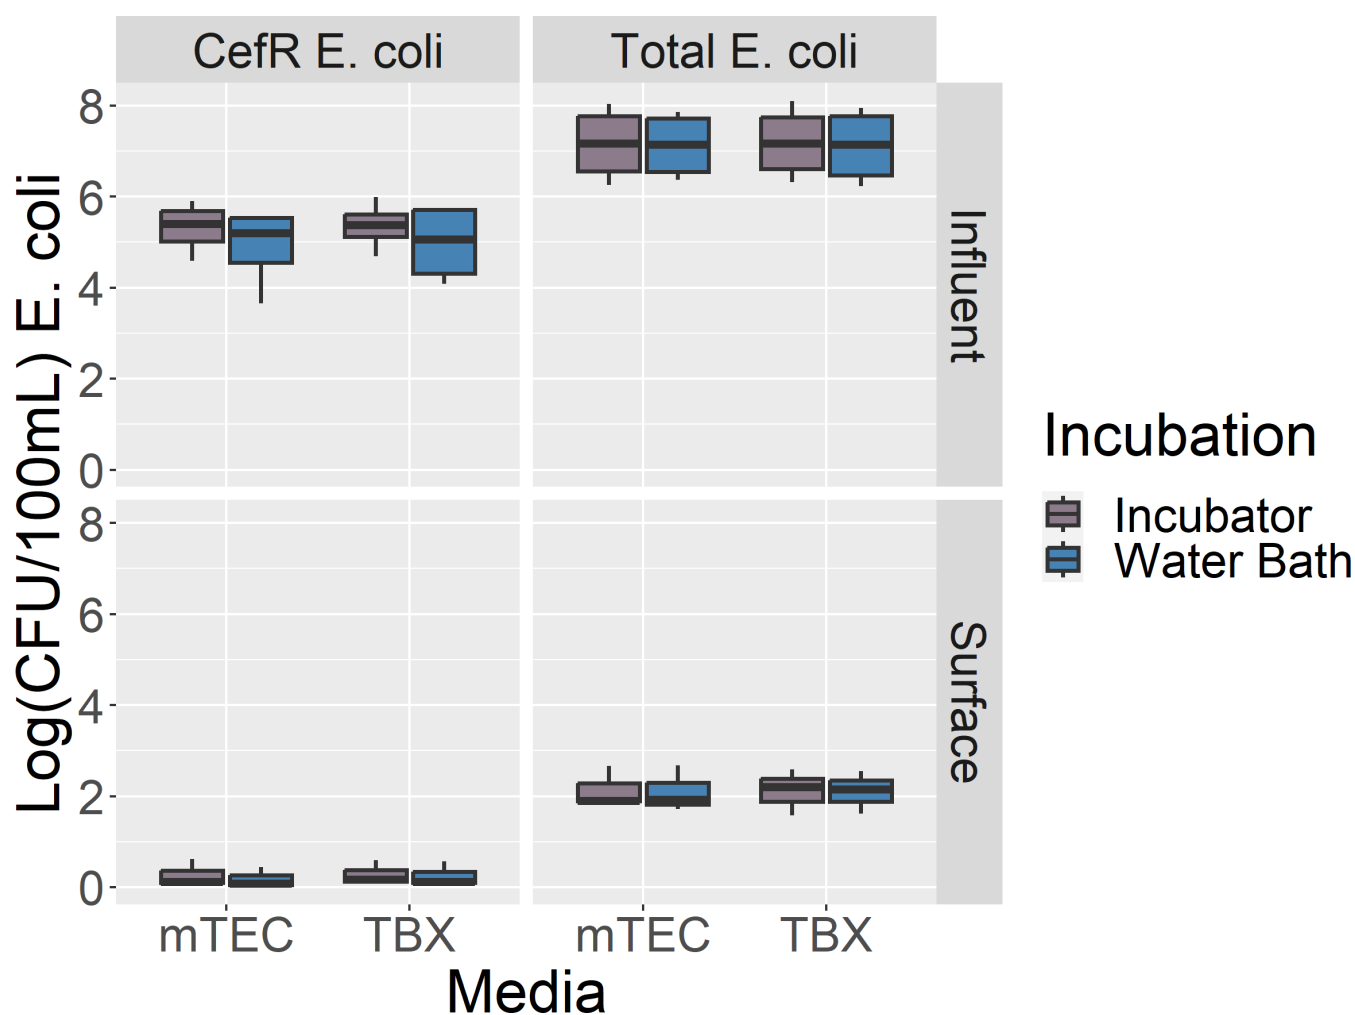 CefR E. coli
Total E. coli
Log(CFU/100mL) E. coli
8
6
4
2
0
Influent
8
6
4
2
0
Surface
mTEC
TBX
mTEC
TBX
Media
Incubation
Incubator
Water Bath